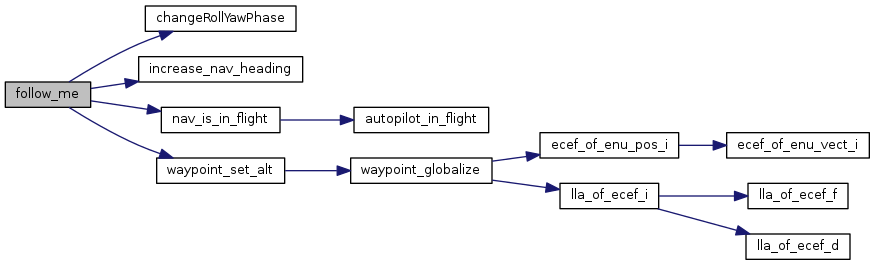 changeRollYawPhase
increase_nav_heading
follow_me
nav_is_in_flight
autopilot_in_flight
ecef_of_enu_pos_i
ecef_of_enu_vect_i
waypoint_set_alt
waypoint_globalize
lla_of_ecef_i
lla_of_ecef_f
lla_of_ecef_d